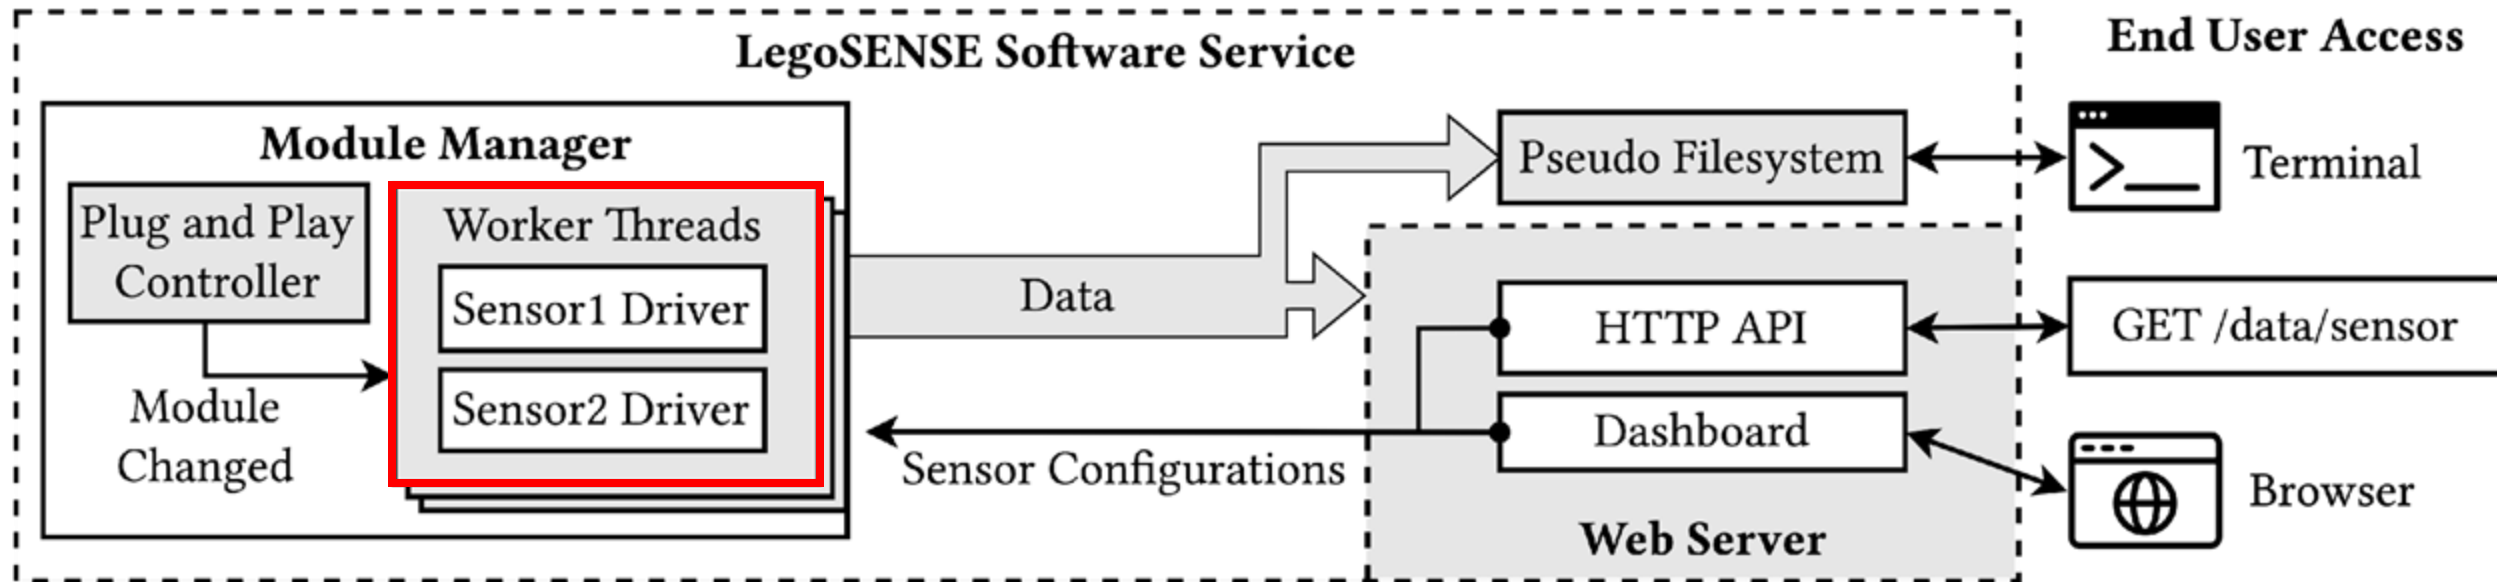 LegoSENSE Software Service
End User Access
Module Manager
Plug and Play
Controller
Module
Changed
Worker Threads
Sensor1 Driver
Sensor2 Driver
Data
Sensor Configurations
Pseudo Filesystem
HTTP API
Dashboard
Web Server
Terminal
GET /data/sensor
Browser